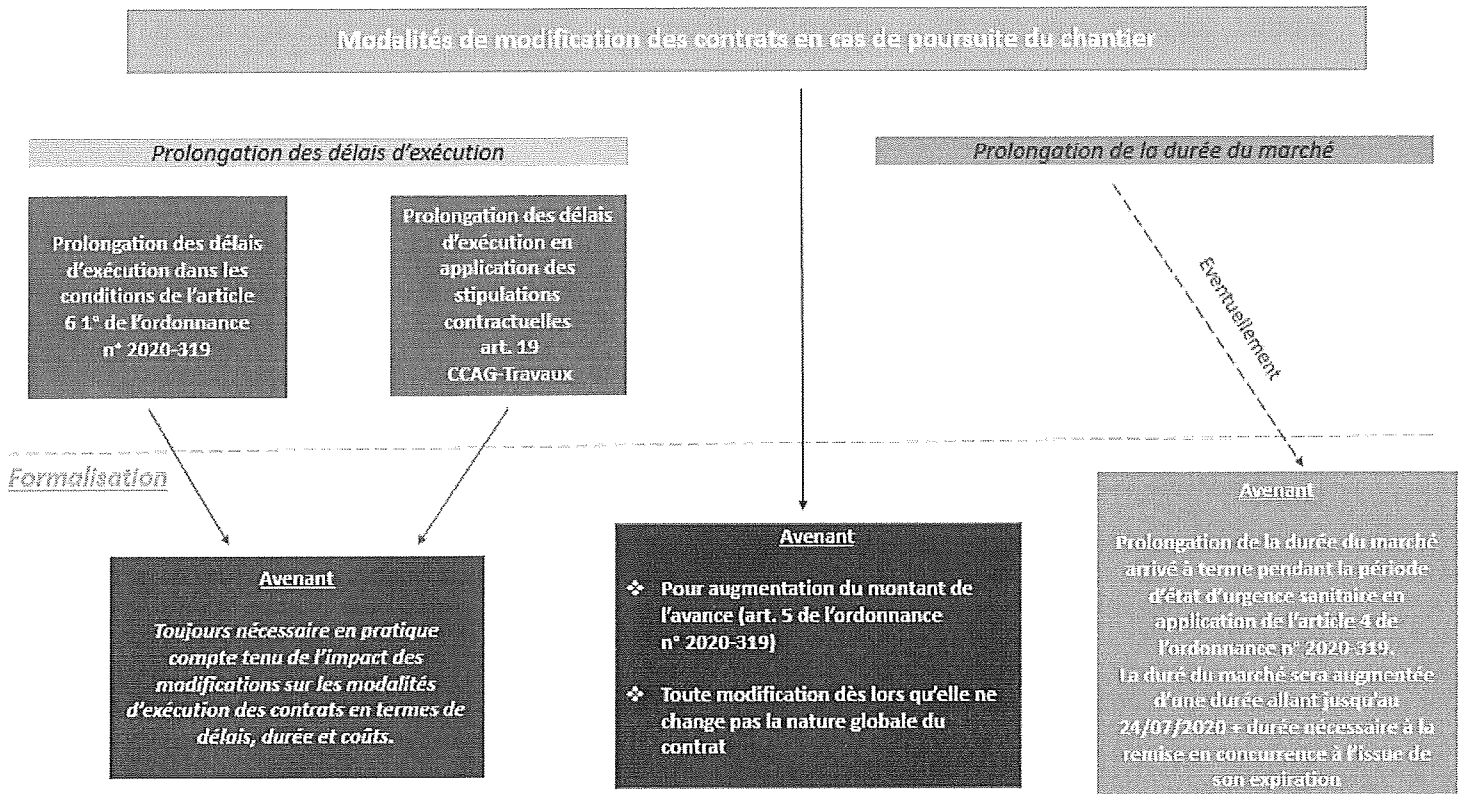 Modalités de modification des contrats en cas de poursuite du chantier
Prolongation des délais d'exécution
Prolongation de la durée du marché
Prolongation des délais
d'exécution dans les
conditions de l'article
6 1° de l'ordonnance
n° 2020-319
Prolongation des délais
d'exécution en
application des
stipulations
contractuelles
art. 19
CCAG-Travaux
Eventuellement
Formalisation
Avenant
Toujours nécessaire en pratique
compte tenu de l'impact des
modifications sur les modalités
d'exécution des contrats en termes de
délais, durée et coûts.
Avenant
❖ Pour augmentation du montant de
l'avance (art. 5 de l'ordonnance
n° 2020-319)
❖ Toute modification dès lors qu'elle ne
change pas la nature globale du
contrat
Avenant
Prolongation de la durée du marché
arrivé à terme pendant la période
d'état d'urgence sanitaire en
application de l'article 4 de
l'ordonnance n° 2020-319.
La duré du marché sera augmentée
d'une durée allant jusqu'au
24/07/2020 + durée nécessaire à la
remise en concurrence à l'issue de
son expiration